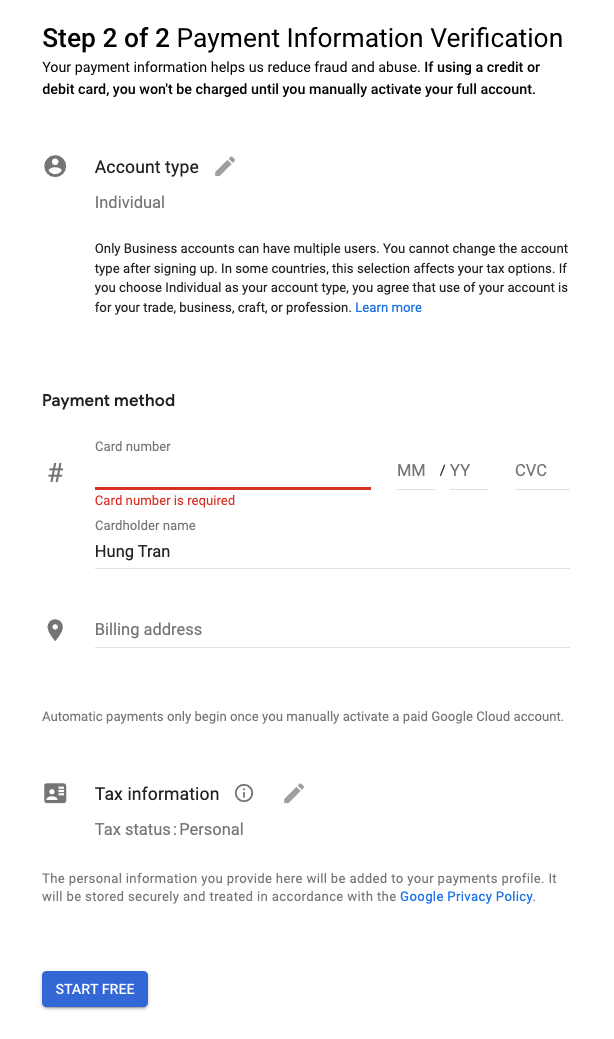 Step 2 of 2 Payment Information Verification
Your payment information helps us reduce fraud and abuse. If using a credit or
debit card, you won't be charged until you manually activate your full account.
Account type
Individual
Only Business accounts can have multiple users. You cannot change the account
type after signing up. In some countries, this selection affects your tax options. If
you choose Individual as your account type, you agree that use of your account is
for your trade, business, craft, or profession. Learn more
Payment method
Card number
# MM / YY CVC
Card number is required
Cardholder name
Hung Tran
Billing address
Automatic payments only begin once you manually activate a paid Google Cloud account.
Tax information
Tax status: Personal
The personal information you provide here will be added to your payments profile. It
will be stored securely and treated in accordance with the Google Privacy Policy.
START FREE